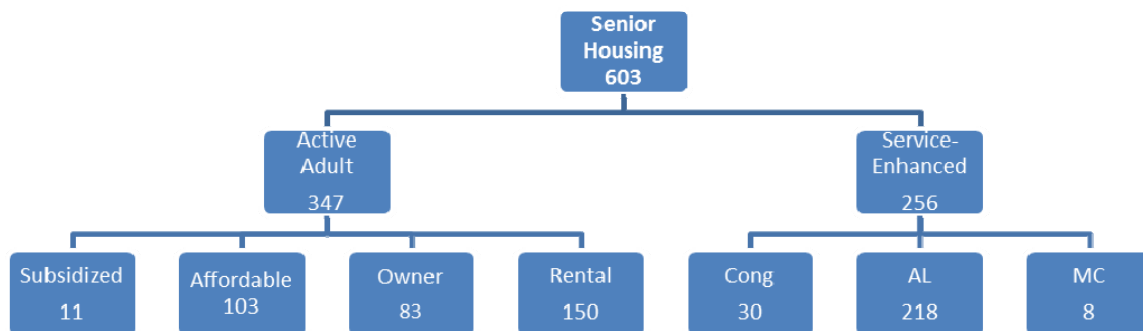 Senior
Housing
603
Active
Adult
347
Service-
Enhanced
256
Subsidized
11
Affordable
103
Owner
83
Rental
150
Cong
30
AL
218
MC
8